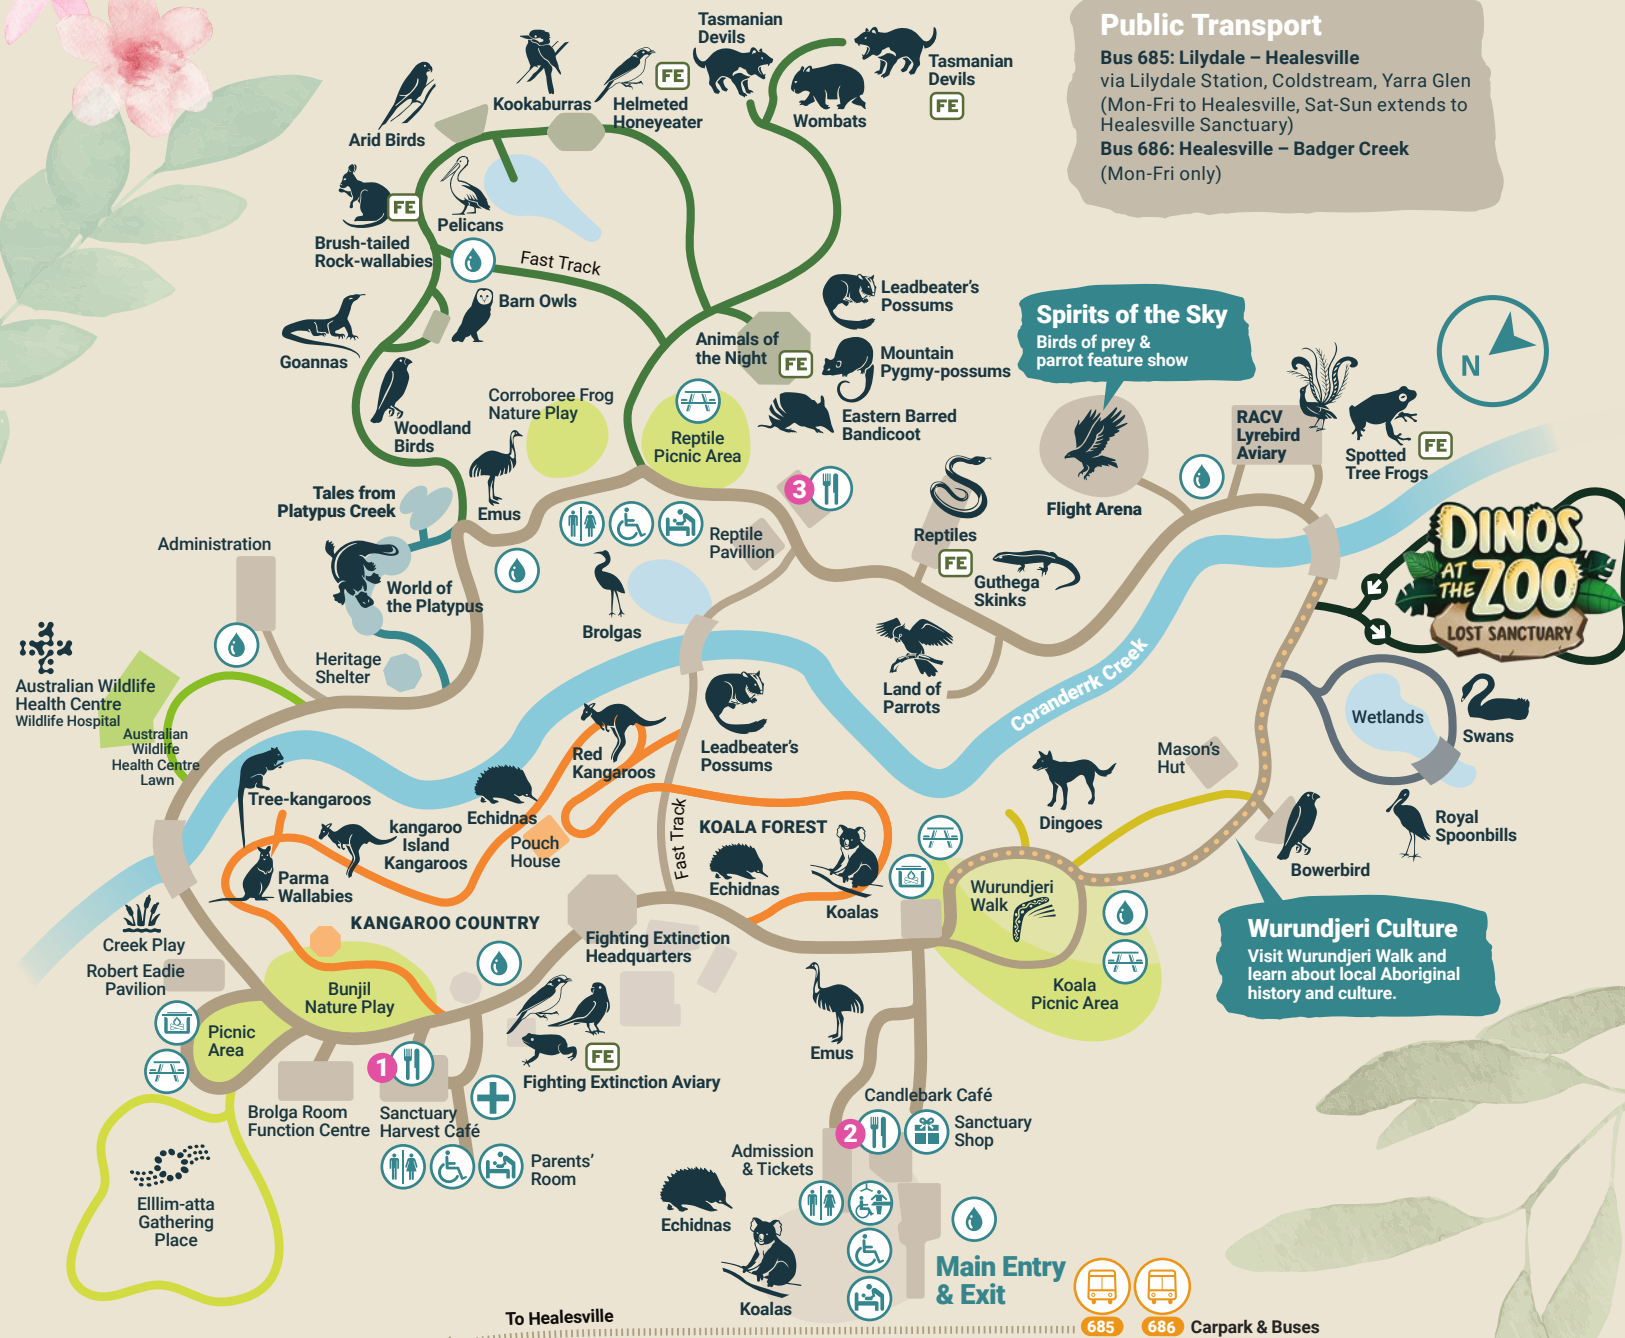 Public Transport
Bus 685: Lilydale – Healesville
via Lilydale Station, Coldstream, Yarra Glen
(Mon-Fri to Healesville, Sat-Sun extends to
Healesville Sanctuary)
Bus 686: Healesville – Badger Creek
(Mon-Fri only)
Tasmanian
Devils
Tasmanian
Devils
FE
Wombats
Kookaburras
Helmeted
Honeyeater
FE
Arid Birds
Pelicans
FE
Brush-tailed
Rock-wallabies
Fast Track
Barn Owls
Goannas
Woodland
Birds
Leadbeater's
Possums
Animals of
the Night
FE
Mountain
Pygmy-possums
Eastern Barred
Bandicoot
Corroboree Frog
Nature Play
Reptile
Picnic Area
Spirits of the Sky
Birds of prey &
parrot feature show
N
RACV
Lyrebird
Aviary
Spotted
Tree Frogs
FE
Flight Arena
Tales from
Platypus Creek
Emus
3
Reptile
Pavillion
Reptiles
FE
Guthega
Skinks
DINOS
AT
THE
ZOO
LOST SANCTUARY
Administration
World of
the Platypus
Brolgas
Heritage
Shelter
Land of
Parrots
Coranderrk Creek
Australian Wildlife
Health Centre
Wildlife Hospital
Australian
Wildlife
Health Centre
Lawn
Wetlands
Swans
Royal
Spoonbills
Mason's
Hut
Bowerbird
Dingoes
Red
Kangaroos
Leadbeater's
Possums
Echidnas
Pouch
House
Tree-kangaroos
kangaroo
Island
Kangaroos
Parma
Wallabies
KANGAROO COUNTRY
Fast Track
KOALA FOREST
Echidnas
Koalas
Wurundjeri
Walk
Koala
Picnic Area
Wurundjeri Culture
Visit Wurundjeri Walk and
learn about local Aboriginal
history and culture.
Creek Play
Robert Eadie
Pavilion
Bunjil
Nature Play
Picnic
Area
Fighting Extinction
Headquarters
FE
Fighting Extinction Aviary
Emus
1
Brolga Room
Function Centre
Sanctuary
Harvest Café
Parents'
Room
Elllim-atta
Gathering
Place
Candlebark Café
2
Sanctuary
Shop
Admission
& Tickets
Echidnas
Koalas
Main Entry
& Exit
To Healesville
685
686
Carpark & Buses